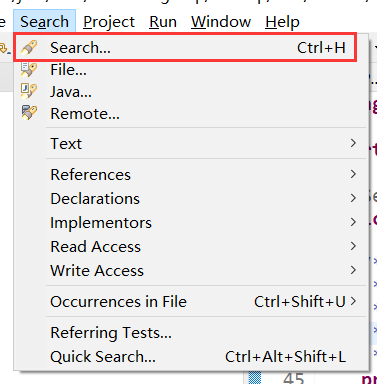 Search Project Run Window Help
Search... Ctrl+H
File...
Java...
Remote...
Text
References
Declarations
Implementors
Read Access
Write Access
Occurrences in File Ctrl+Shift+U
Referring Tests...
Quick Search... Ctrl+Alt+Shift+L
45